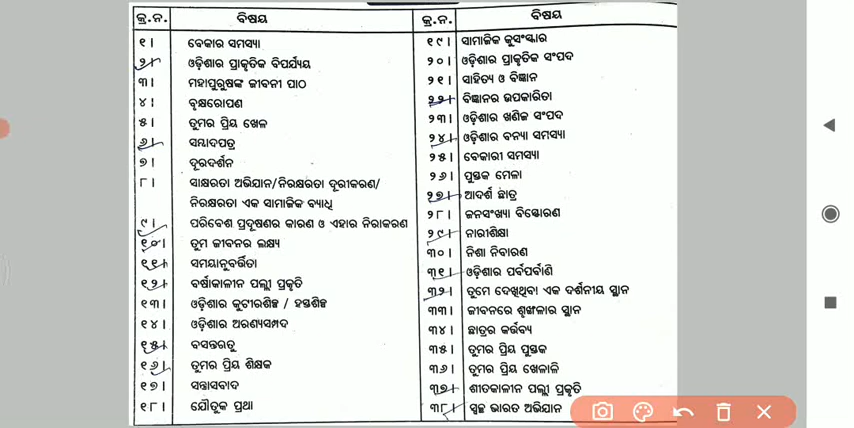 କ୍ର.ନ. ବିଷୟ
୧। ବେକାର ସମସ୍ୟା
୨। ଓଡ଼ିଶାର ପ୍ରାକୃତିକ ବିପର୍ଯ୍ୟୟ
୩। ମହାପୁରୁଷଙ୍କ ଜୀବନୀ ପାଠ
୪। ବୃକ୍ଷରୋପଣ
୫। ତୁମର ପ୍ରିୟ ଖେଳ
୬। ସମ୍ବାଦପତ୍ର
୭। ଦୂରଦର୍ଶନ
୮। ସାକ୍ଷରତା ଅଭିଯାନ/ନିରକ୍ଷରତା ଦୂରୀକରଣ/
ନିରକ୍ଷରତା ଏକ ସାମାଜିକ ବ୍ୟାଧି
୯। ପରିବେଶ ପ୍ରଦୂଷଣର କାରଣ ଓ ଏହାର ନିରାକରଣ
୧୦। ତୁମ ଜୀବନର ଲକ୍ଷ୍ୟ
୧୧। ସମୟାନୁବର୍ତ୍ତିତା
୧୨। ବର୍ଷାକାଳୀନ ପଲ୍ଲୀ ପ୍ରକୃତି
୧୩। ଓଡ଼ିଶାର କୁଟୀରଶିଳ୍ପ / ହସ୍ତଶିଳ୍ପ
୧୪। ଓଡ଼ିଶାର ଅରଣ୍ୟସମ୍ପଦ
୧୫। ବସନ୍ତଋତୁ
୧୬। ତୁମର ପ୍ରିୟ ଶିକ୍ଷକ
୧୭। ସନ୍ତ୍ରାସବାଦ
୧୮। ଯୌତୁକ ପ୍ରଥା
କ୍ର.ନ. ବିଷୟ
୧୯। ସାମାଜିକ କୁସଂସ୍କାର
୨୦। ଓଡ଼ିଶାର ପ୍ରାକୃତିକ ସଂପଦ
୨୧। ସାହିତ୍ୟ ଓ ବିଜ୍ଞାନ
୨୨। ବିଜ୍ଞାନର ଉପକାରିତା
୨୩। ଓଡ଼ିଶାର ଖଣିଜ ସଂପଦ
୨୪। ଓଡ଼ିଶାର ବନ୍ୟା ସମସ୍ୟା
୨୫। ବେକାରୀ ସମସ୍ୟା
୨୬। ପୁସ୍ତକ ମେଳା
୨୭। ଆଦର୍ଶ ଛାତ୍ର
୨୮। ଜନସଂଖ୍ୟା ବିସ୍ଫୋରଣ
୨୯। ନାରୀଶିକ୍ଷା
୩୦। ନିଶା ନିବାରଣ
୩୧। ଓଡ଼ିଶାର ପର୍ବପର୍ବାଣି
୩୨। ତୁମେ ଦେଖିଥିବା ଏକ ଦର୍ଶନୀୟ ସ୍ଥାନ
୩୩। ଜୀବନରେ ଶୃଙ୍ଖଳାର ସ୍ଥାନ
୩୪। ଛାତ୍ରର କର୍ତ୍ତବ୍ୟ
୩୫। ତୁମର ପ୍ରିୟ ପୁସ୍ତକ
୩୬। ତୁମର ପ୍ରିୟ ଖେଳାଳି
୩୭। ଶୀତକାଳୀନ ପଲ୍ଲୀ ପ୍ରକୃତି
୩୮। ସ୍ୱଚ୍ଛ ଭାରତ ଅଭିଯାନ